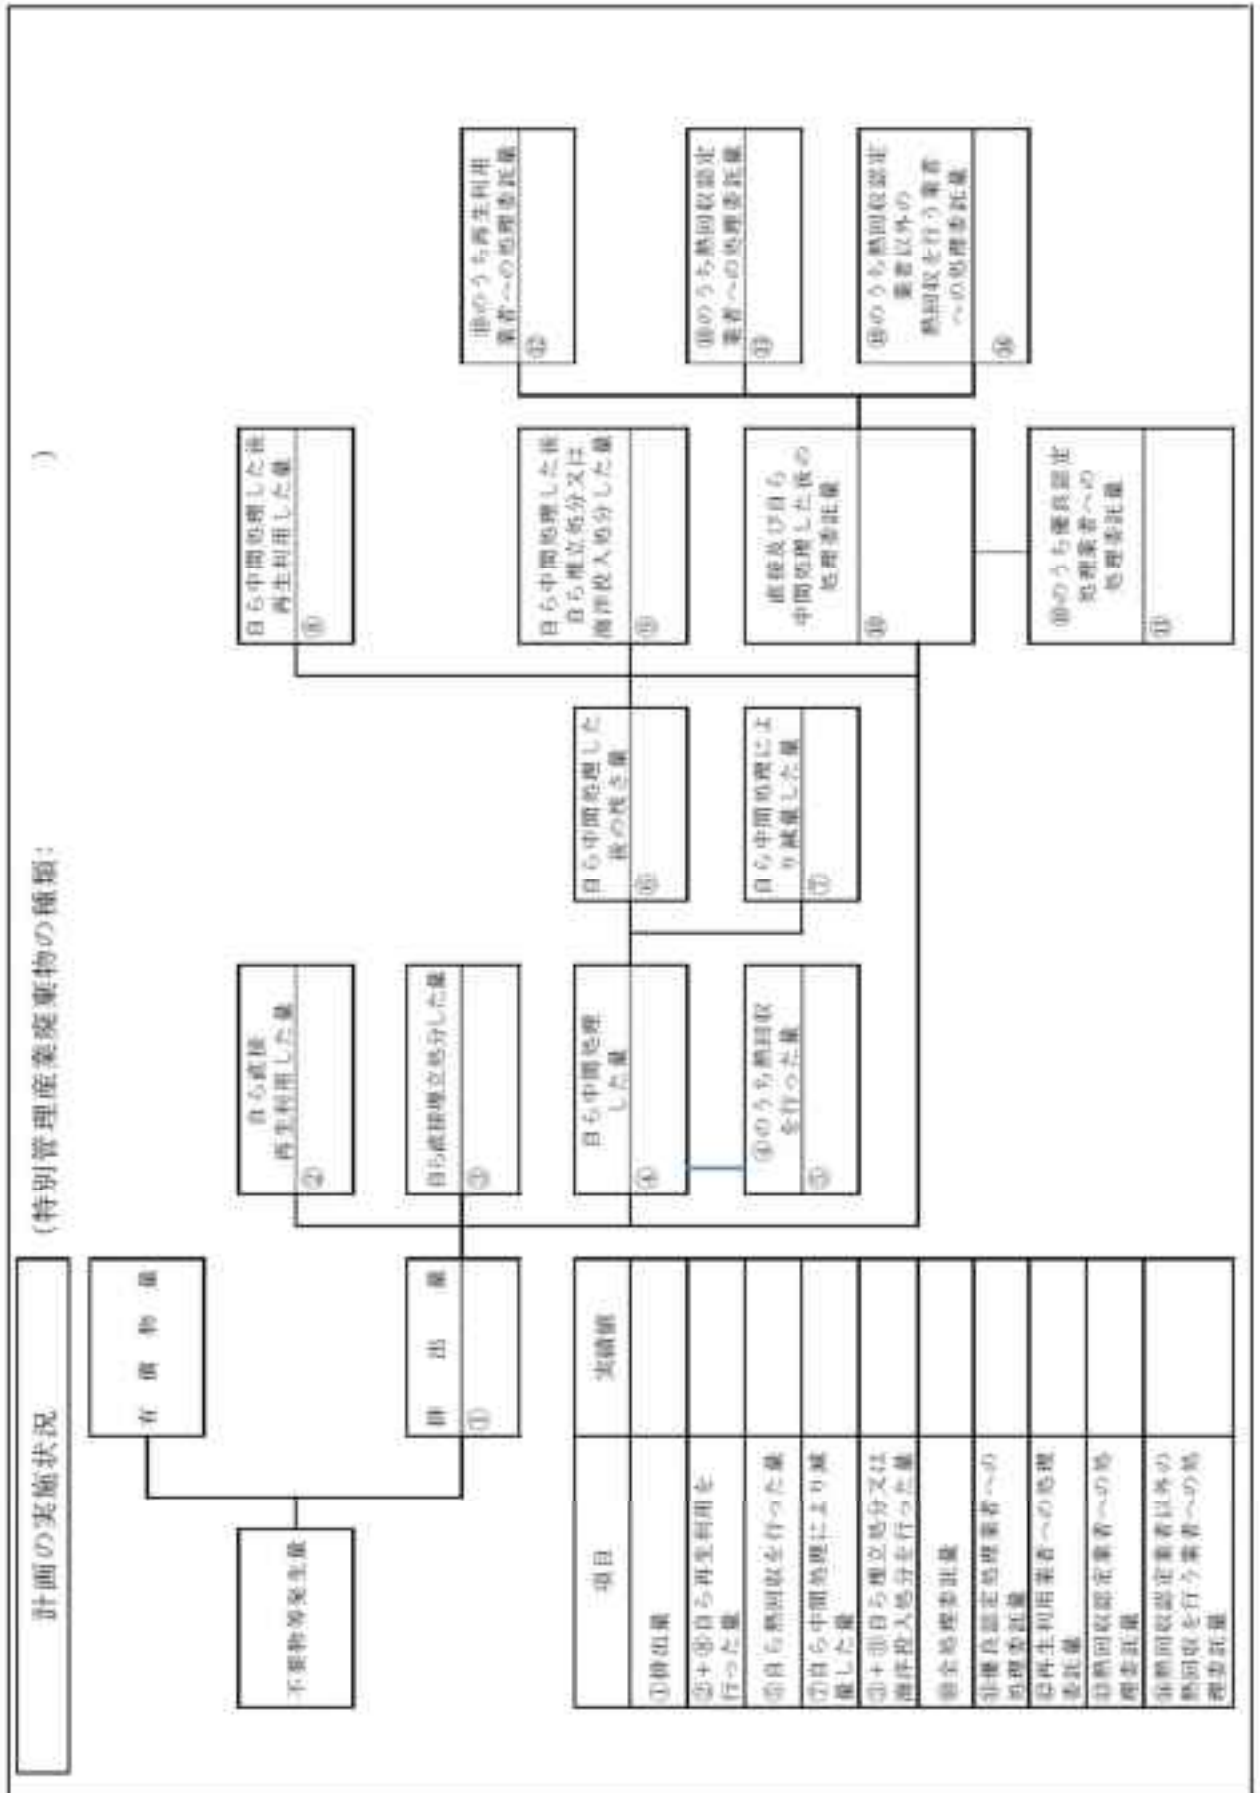 計画の実施状況
(特別管理産業廃棄物の種類:
)
不要物等発生量
有償物量
排出量
①
自ら直接
再生利用した量
②
自ら直接埋立処分した量
③
自ら中間処理
した量
④
④のうち熱回収
を行った量
⑤
自ら中間処理した
後の残さ量
⑥
自ら中間処理によ
り減量した量
⑦
自ら中間処理した後
再生利用した量
⑧
自ら中間処理した後
自ら埋立処分又は
海洋投入処分した量
⑨
直接及び自ら
中間処理した後の
処理委託量
⑩
⑩のうち優良認定
処理業者への
処理委託量
⑪
⑩のうち再生利用
業者への処理委託量
⑫
⑩のうち熱回収認定
業者への処理委託量
⑬
⑩のうち熱回収認定
業者以外の
熱回収を行う業者
への処理委託量
⑭
項目
実績値
①排出量
②+⑧自ら再生利用を
行った量
⑤自ら熱回収を行った量
⑦自ら中間処理により減
量した量
③+⑨自ら埋立処分又は
海洋投入処分を行った量
⑩全処理委託量
⑪優良認定処理業者への
処理委託量
⑫再生利用業者への処理
委託量
⑬熱回収認定業者への処
理委託量
⑭熱回収認定業者以外の
熱回収を行う業者への処
理委託量